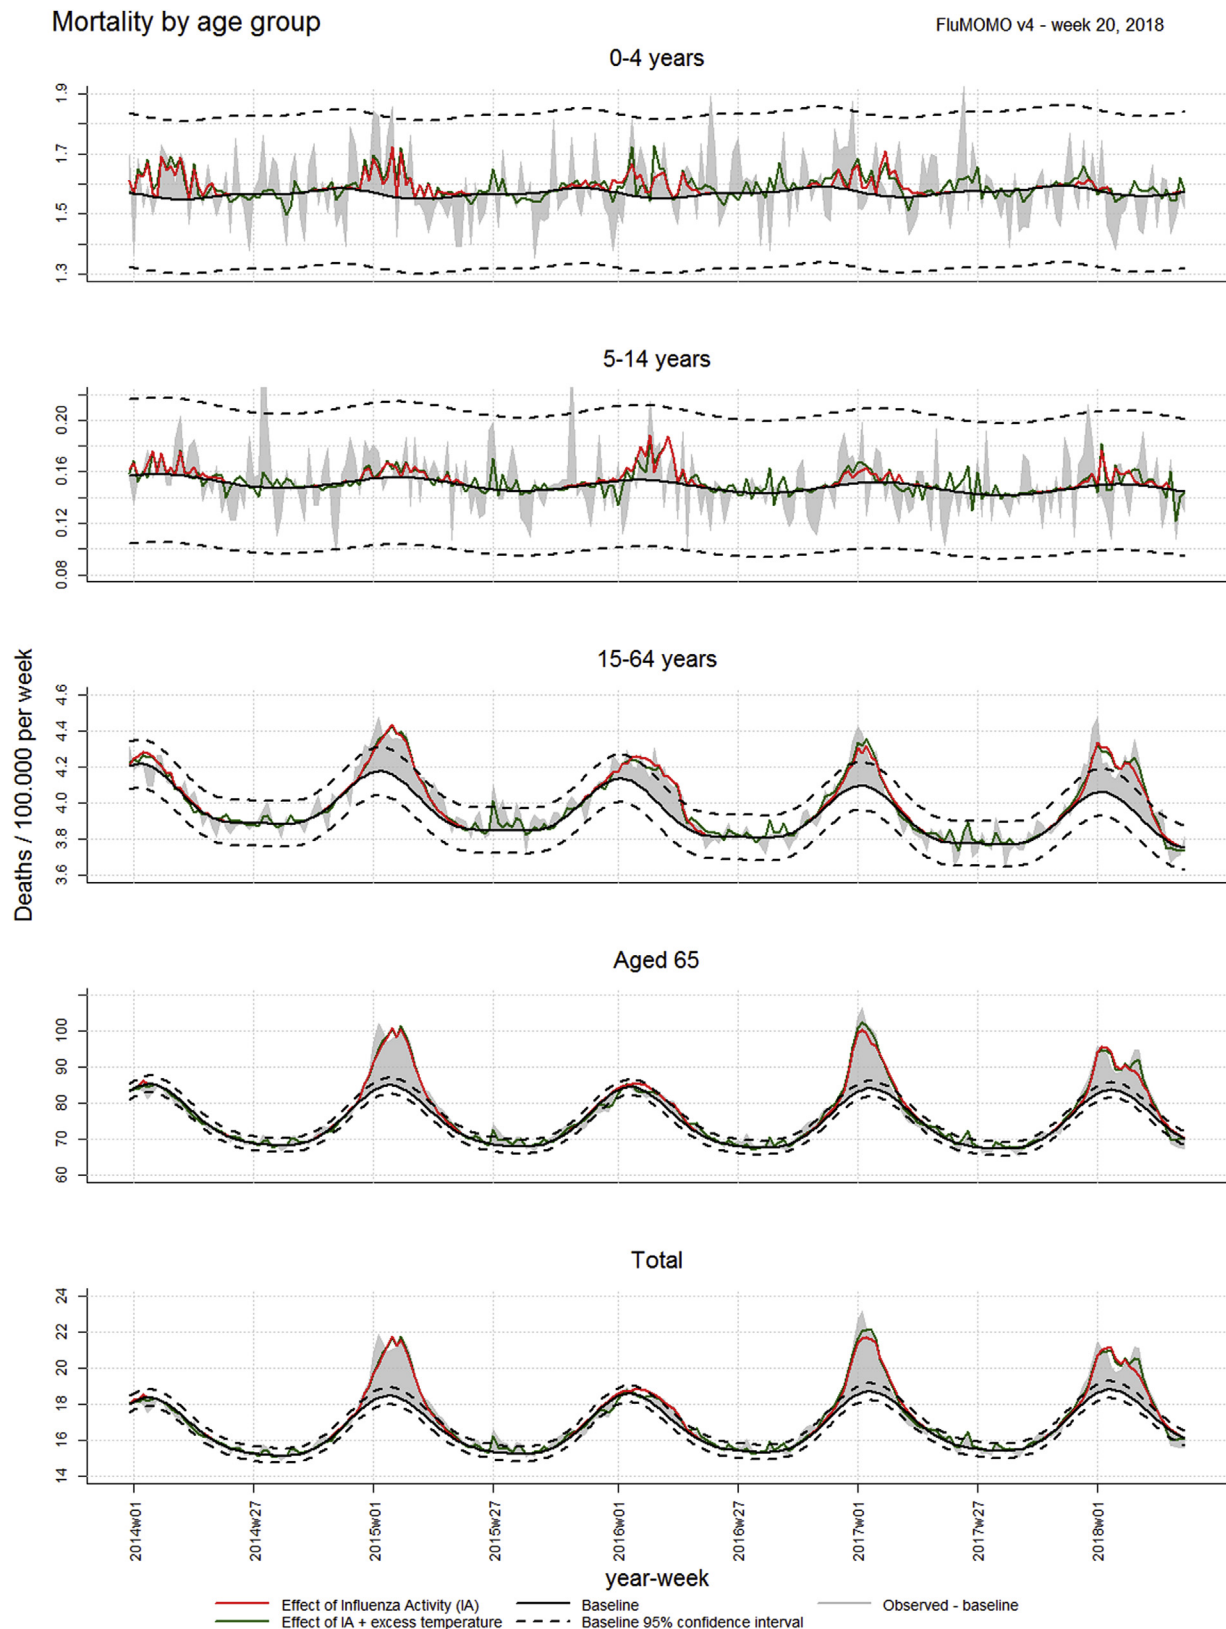 Mortality by age group
FluMOMO v4 - week 20, 2018
0-4 years
1.9
1.7
1.5
1.3
5-14 years
0.20
0.16
0.12
0.08
15-64 years
4.6
4.4
4.2
4.0
3.8
3.6
Deaths / 100.000 per week
Aged 65
100
90
80
70
60
Total
24
22
20
18
16
14
2014w01
2014w27
2015w01
2015w27
2016w01
2016w27
2017w01
2017w27
2018w01
year-week
Effect of Influenza Activity (IA)
Baseline
Observed - baseline
Effect of IA + excess temperature
Baseline 95% confidence interval